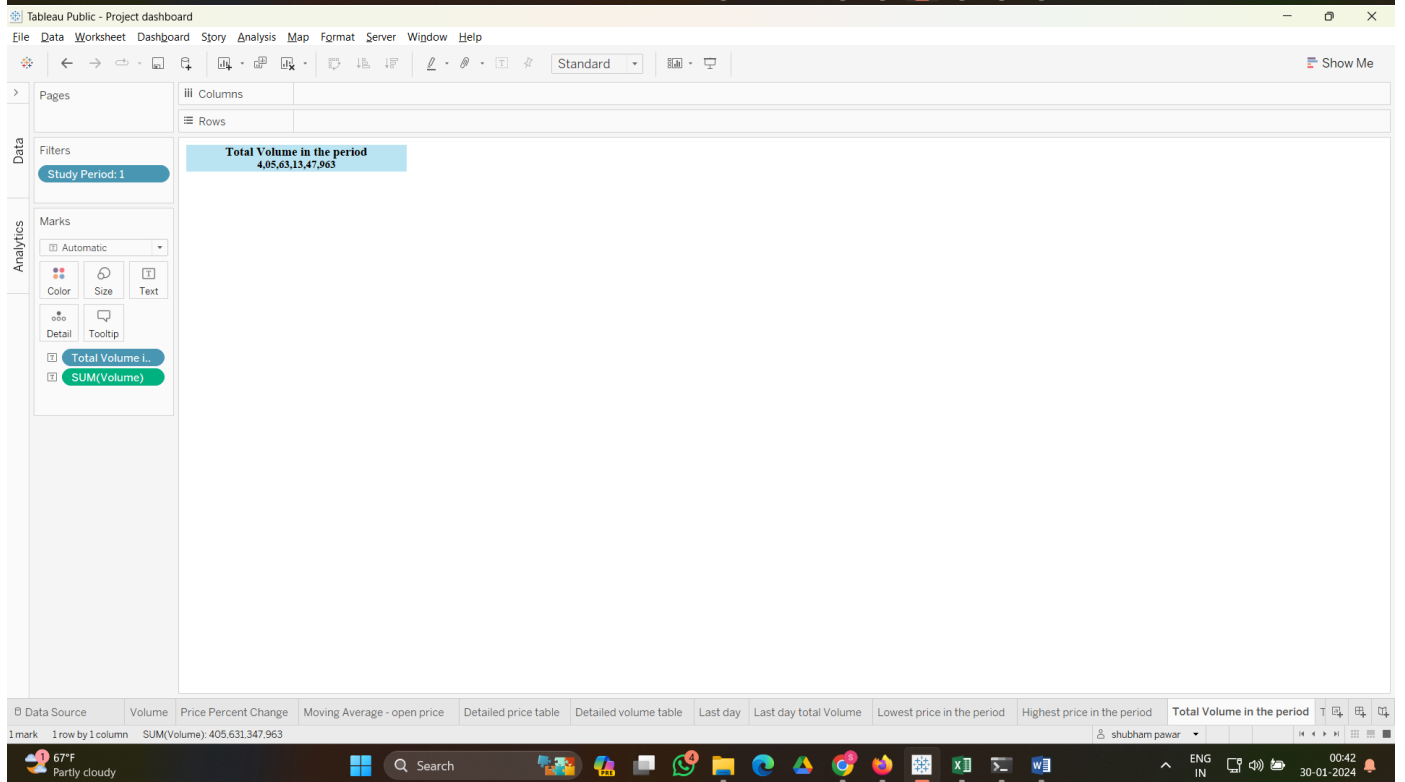 Tableau Public - Project dashboard
File Data Worksheet Dashboard Story Analysis Map Format Server Window Help
Standard
Show Me
Pages
iii Columns
Rows
Data
Analytics
Filters
Study Period: 1
Marks
Automatic
Color Size Text
Detail Tooltip
Total Volume i..
SUM(Volume)
Total Volume in the period
4,05,63,13,47,963
Data Source Volume Price Percent Change Moving Average - open price Detailed price table Detailed volume table Last day Last day total Volume Lowest price in the period Highest price in the period Total Volume in the period T
1 mark 1 row by 1 column SUM(Volume): 405,631,347,963 shubham pawar
1 67°F
Partly cloudy
Search
PRE
4
S
ENG
IN
00:42
30-01-2024